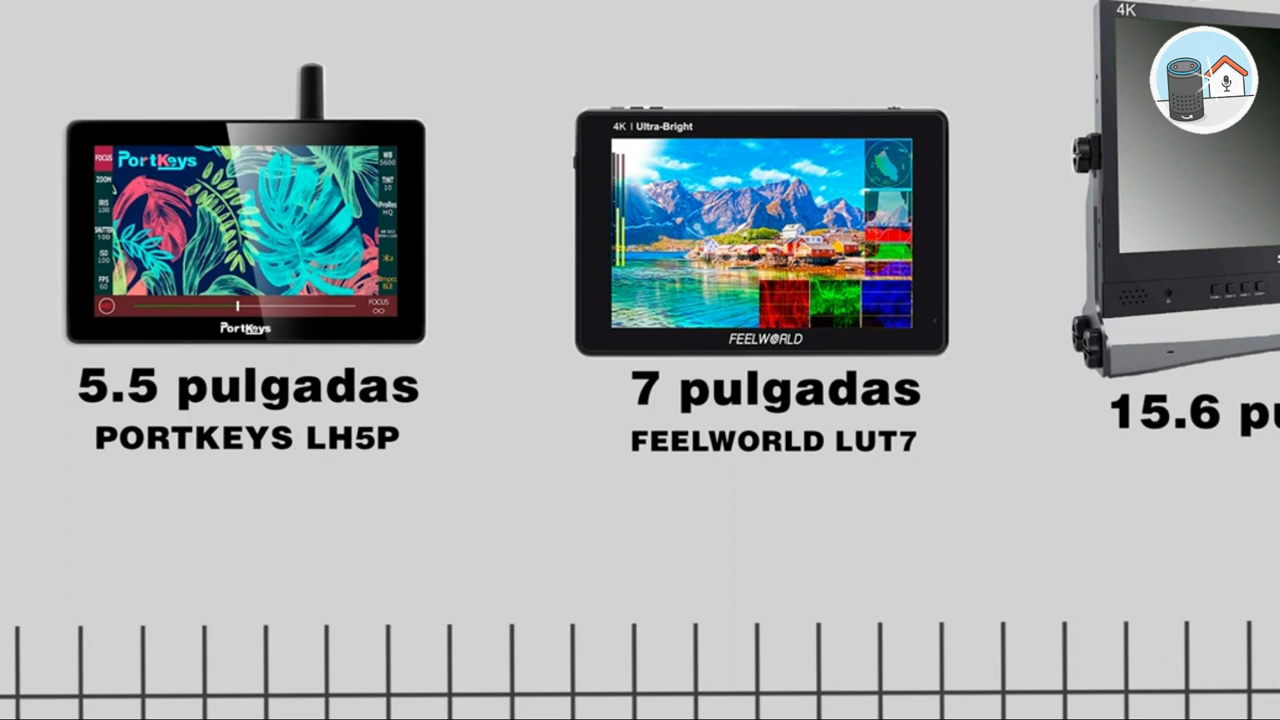 4K
4K | Ultra-Bright
FOCUS
PortKeys
WB
5600
ZOOM
TINT
10
IRIS
100
ProRes
HQ
SHUTTER
100
ISO
100
FPS
60
FOCUS
PortKeys
FEELWORLD
5.5 pulgadas
7 pulgadas
15.6 pu
PORTKEYS LH5P
FEELWORLD LUT7